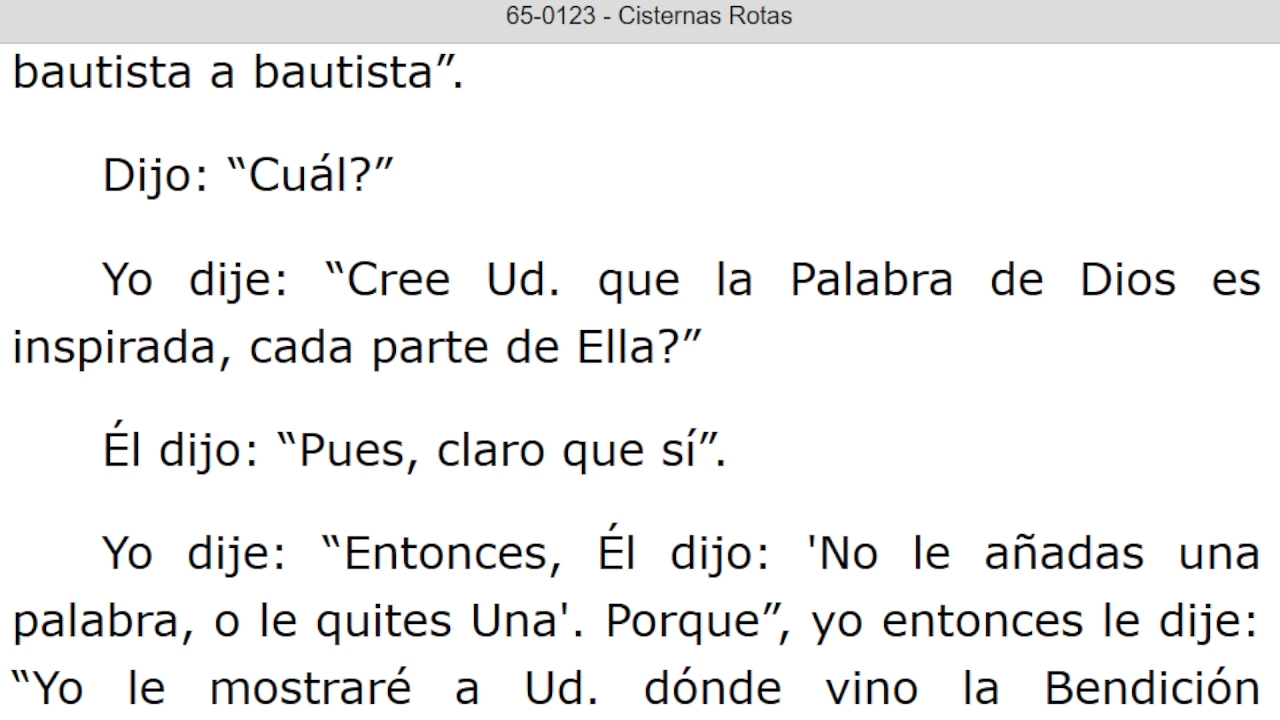 65-0123 - Cisternas Rotas
bautista a bautista”.
Dijo: “Cuál?”
Yo dije: “Cree Ud. que la Palabra de Dios es
inspirada, cada parte de Ella?”
Él dijo: “Pues, claro que sí”.
Yo dije: “Entonces, Él dijo: 'No le añadas una
palabra, o le quites Una'. Porque”, yo entonces le dije:
“Yo le mostraré a Ud. dónde vino la Bendición